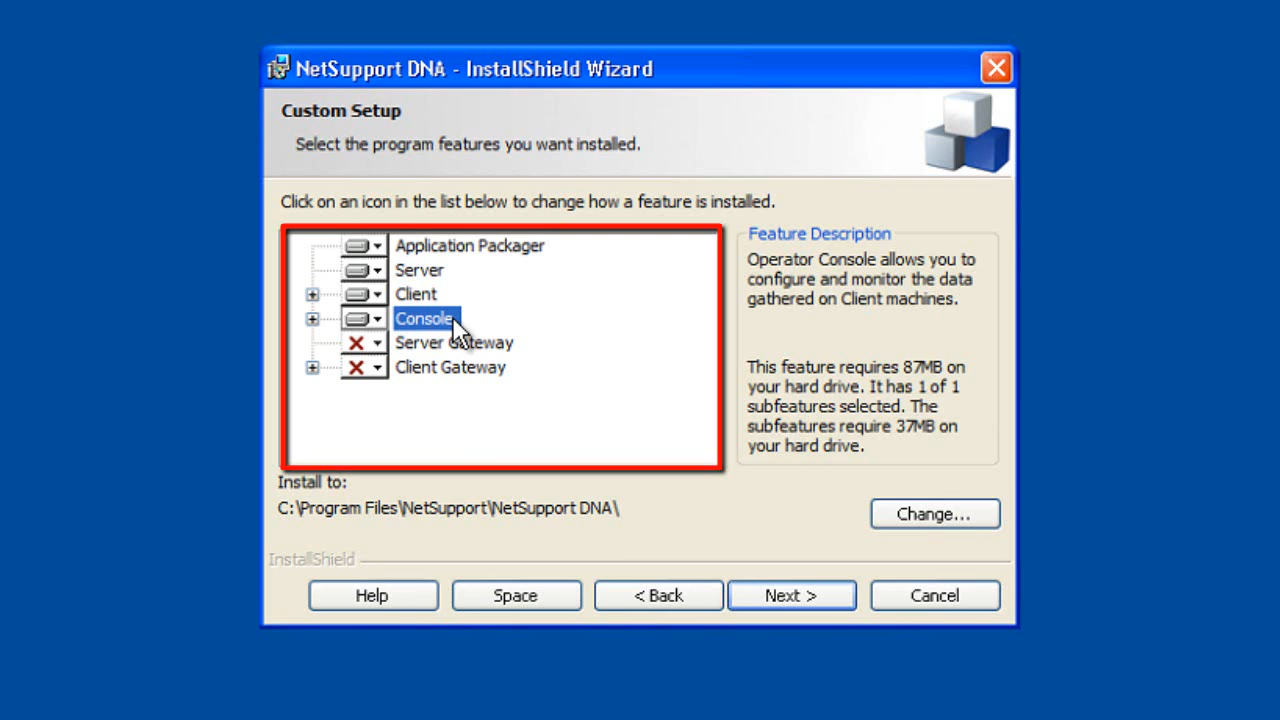 NetSupport DNA - InstallShield Wizard
Custom Setup
Select the program features you want installed.
Click on an icon in the list below to change how a feature is installed.
Application Packager
Server
Client
Console
Server Gateway
Client Gateway
Feature Description
Operator Console allows you to
configure and monitor the data
gathered on Client machines.
This feature requires 87MB on
your hard drive. It has 1 of 1
subfeatures selected. The
subfeatures require 37MB on
your hard drive.
Install to:
C:\Program Files\NetSupport\NetSupport DNA\
Change...
InstallShield
Help
Space
< Back
Next >
Cancel